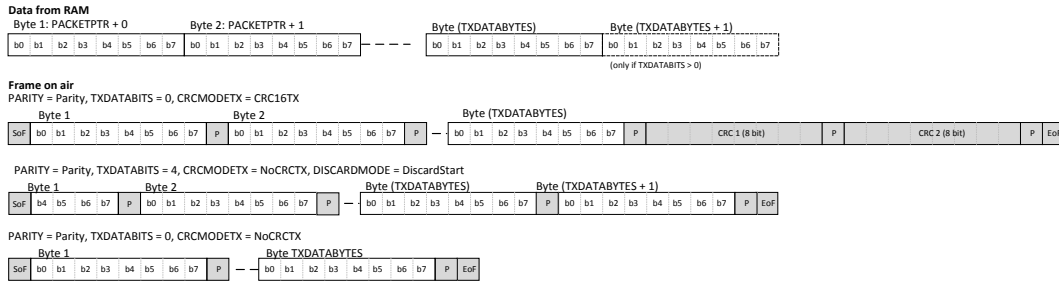 Data from RAM
Byte 1: PACKETPTR + 0 Byte 2: PACKETPTR + 1 Byte (TXDATABYTES) Byte (TXDATABYTES + 1)
b0 b1 b2 b3 b4 b5 b6 b7 b0 b1 b2 b3 b4 b5 b6 b7 b0 b1 b2 b3 b4 b5 b6 b7 b0 b1 b2 b3 b4 b5 b6 b7
(only if TXDATABITS > 0)
Frame on air
PARITY = Parity, TXDATABITS = 0, CRCMODETX = CRC16TX
Byte 1 Byte 2 Byte (TXDATABYTES)
SoF b0 b1 b2 b3 b4 b5 b6 b7 P b0 b1 b2 b3 b4 b5 b6 b7 P b0 b1 b2 b3 b4 b5 b6 b7 P CRC 1 (8 bit) P CRC 2 (8 bit) P EoF
PARITY = Parity, TXDATABITS = 4, CRCMODETX = NoCRCTX, DISCARDMODE = DiscardStart
Byte 1 Byte 2 Byte (TXDATABYTES) Byte (TXDATABYTES + 1)
SoF b4 b5 b6 b7 P b0 b1 b2 b3 b4 b5 b6 b7 P b0 b1 b2 b3 b4 b5 b6 b7 P b0 b1 b2 b3 b4 b5 b6 b7 P EoF
PARITY = Parity, TXDATABITS = 0, CRCMODETX = NoCRCTX
Byte 1 Byte TXDATABYTES
SoF b0 b1 b2 b3 b4 b5 b6 b7 P b0 b1 b2 b3 b4 b5 b6 b7 P EoF